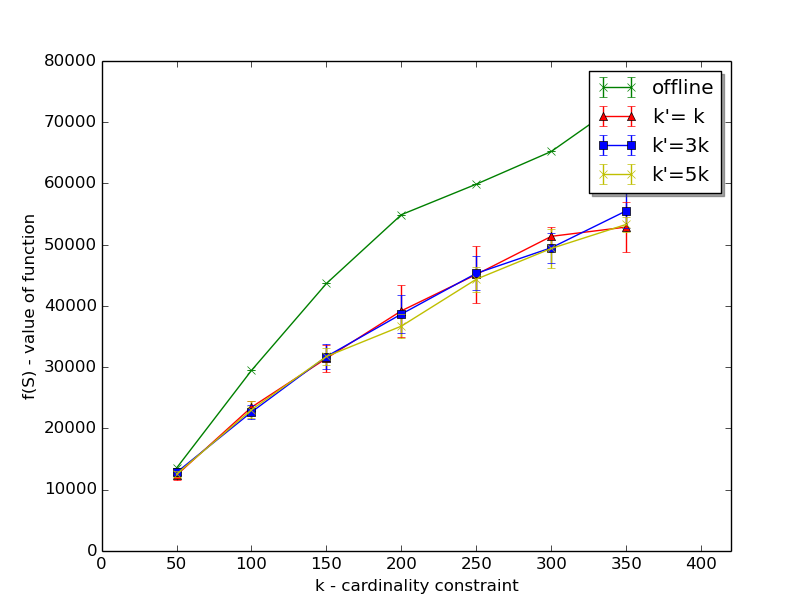 80000
70000
60000
50000
40000
30000
20000
10000
0
f(S) - value of function
offline
k'= k
k'=3k
k'=5k
0 50 100 150 200 250 300 350 400
k - cardinality constraint